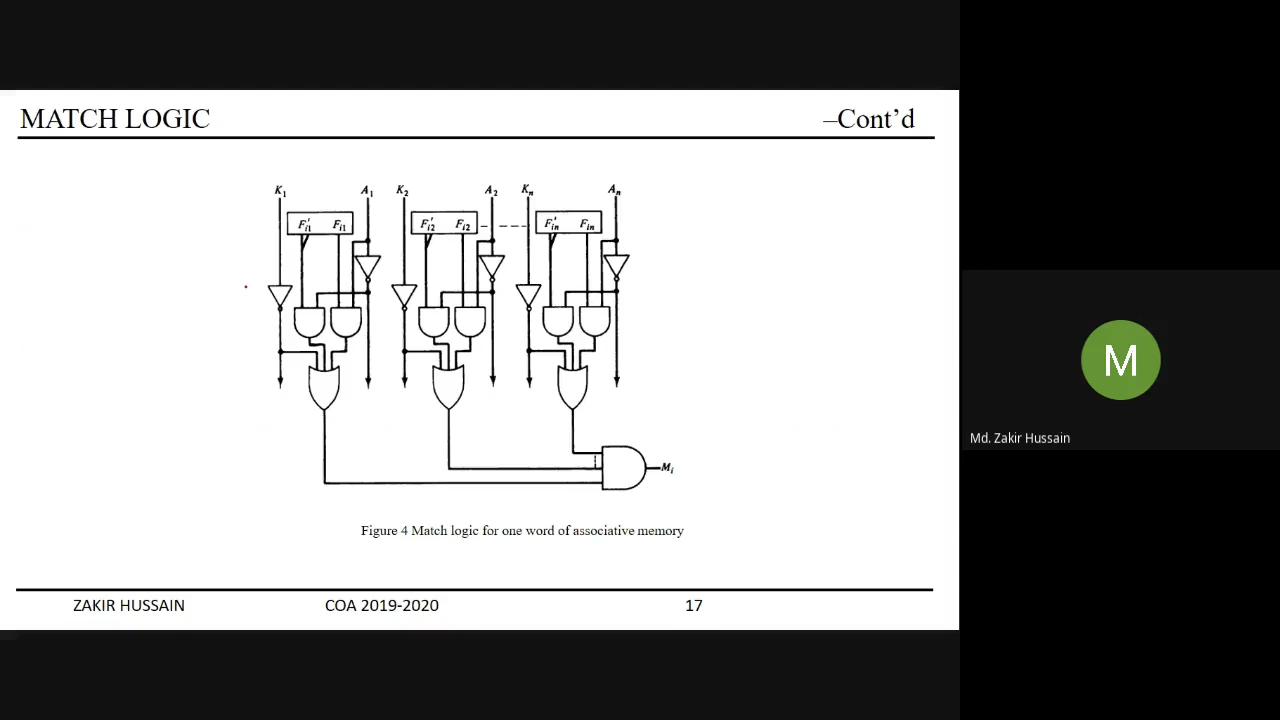 MATCH LOGIC –Cont’d
K1 A1 K2 A2 Kn An
F'i1 Fi1 F'i2 Fi2 F'in Fin
Mi
Figure 4 Match logic for one word of associative memory
ZAKIR HUSSAIN COA 2019-2020 17
M
Md. Zakir Hussain